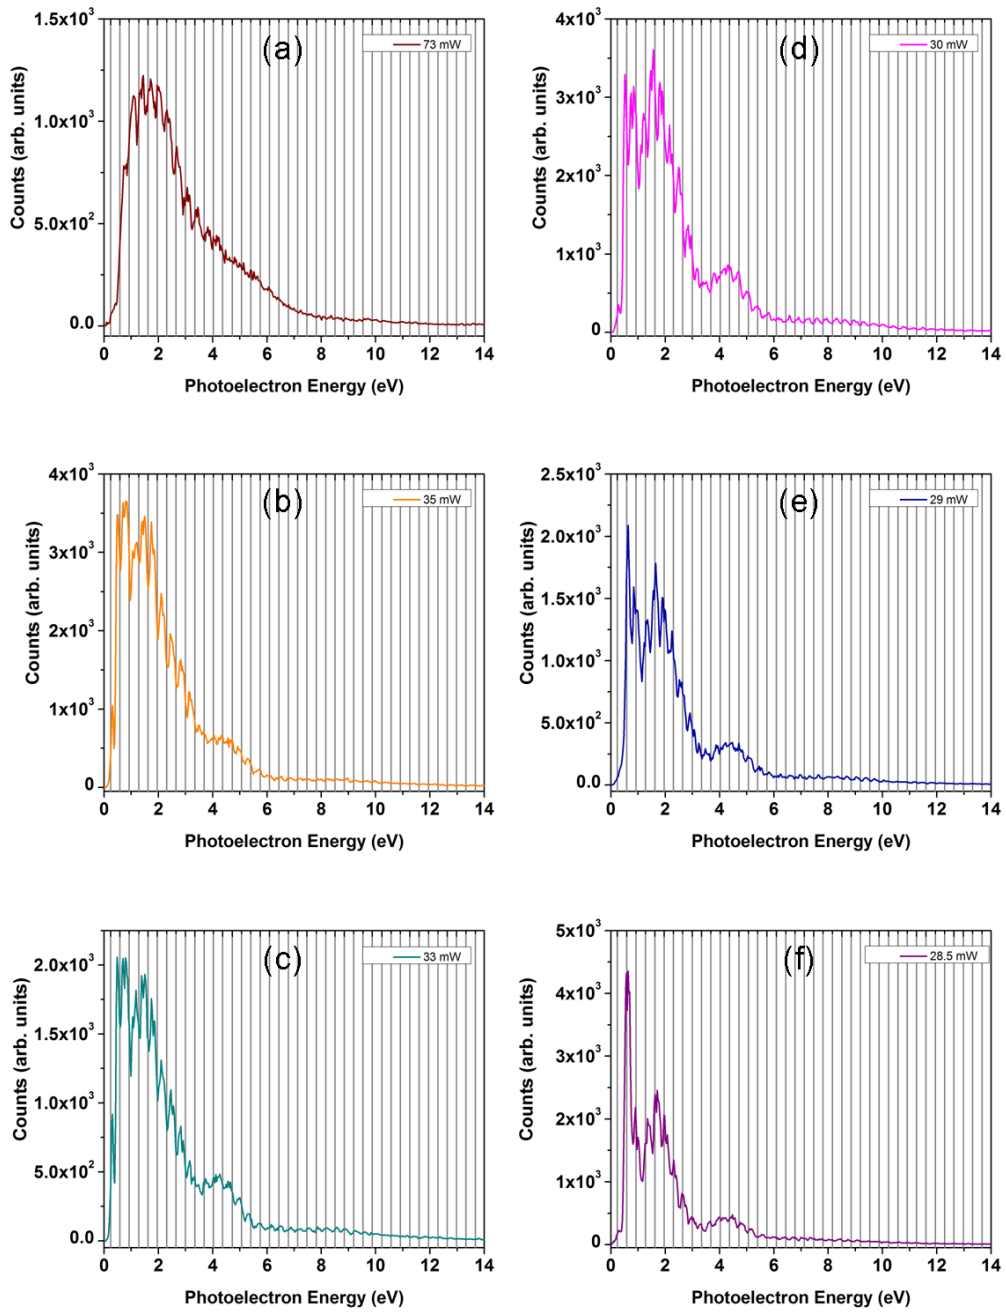 (a)
73 mW
1.5x10³
1.0x10³
5.0x10²
0.0
Counts (arb. units)
0 2 4 6 8 10 12 14
Photoelectron Energy (eV)
(d)
30 mW
4x10³
3x10³
2x10³
1x10³
0
Counts (arb. units)
0 2 4 6 8 10 12 14
Photoelectron Energy (eV)
(b)
35 mW
4x10³
3x10³
2x10³
1x10³
0
Counts (arb. units)
0 2 4 6 8 10 12 14
Photoelectron Energy (eV)
(e)
29 mW
2.5x10³
2.0x10³
1.5x10³
1.0x10³
5.0x10²
0.0
Counts (arb. units)
0 2 4 6 8 10 12 14
Photoelectron Energy (eV)
(c)
33 mW
2.0x10³
1.5x10³
1.0x10³
5.0x10²
0.0
Counts (arb. units)
0 2 4 6 8 10 12 14
Photoelectron Energy (eV)
(f)
28.5 mW
5x10³
4x10³
3x10³
2x10³
1x10³
0
Counts (arb. units)
0 2 4 6 8 10 12 14
Photoelectron Energy (eV)